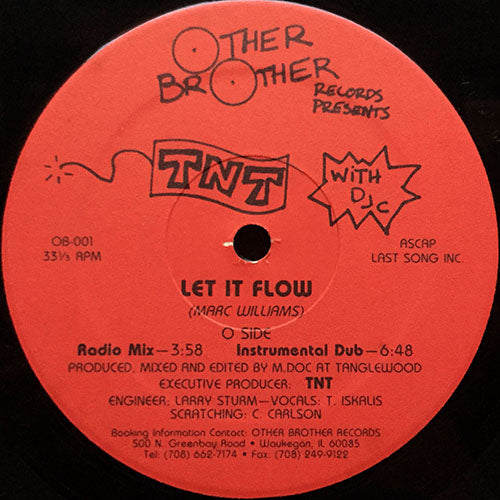 OTHER
BROTHER
RECORDS
PRESENTS
TNT
WITH
DJ C
OB-001
33⅓ RPM
ASCAP
LAST SONG INC.
LET IT FLOW
(MARC WILLIAMS)
O SIDE
Radio Mix—3:58 Instrumental Dub—6:48
PRODUCED, MIXED AND EDITED BY M.DOC AT TANGLEWOOD
EXECUTIVE PRODUCER: TNT
ENGINEER: LARRY STURM—VOCALS: T. ISKALIS
SCRATCHING: C. CARLSON
Booking Information Contact: OTHER BROTHER RECORDS
500 N. Greenbay Road • Waukegan, IL 60085
Tel: (708) 662-7174 • Fax: (708) 249-9122